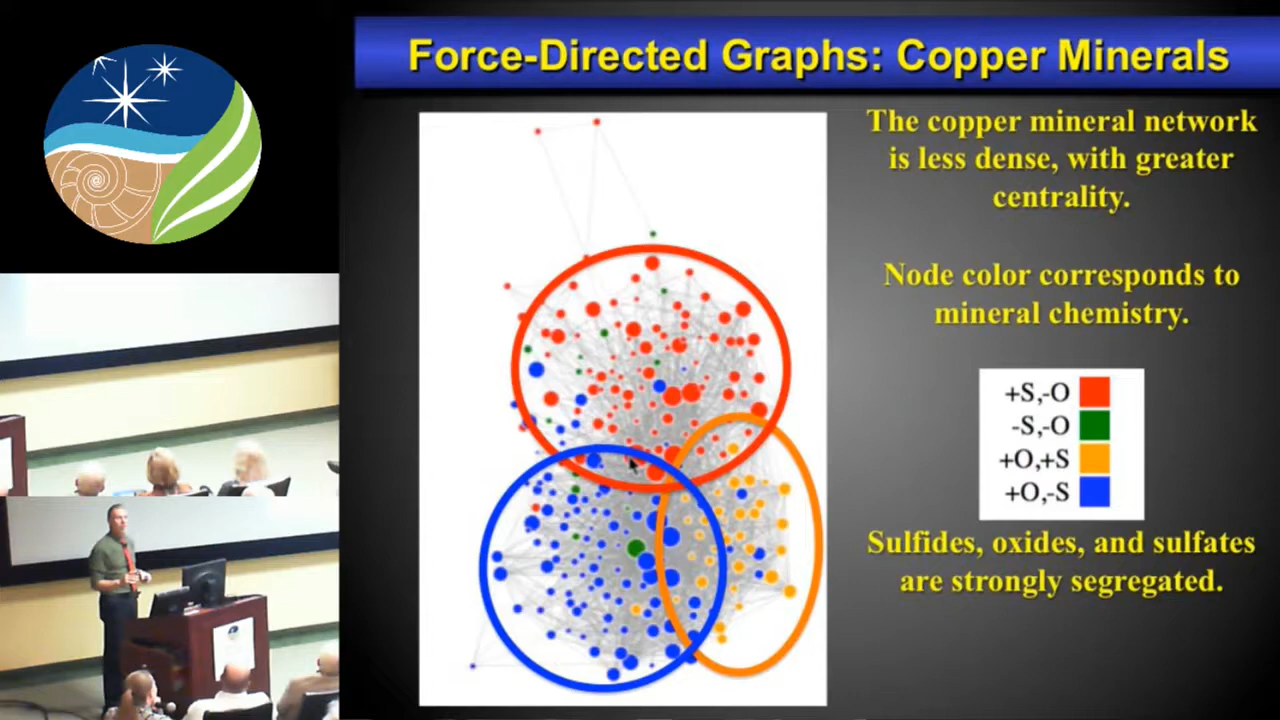 Force-Directed Graphs: Copper Minerals
The copper mineral network
is less dense, with greater
centrality.
Node color corresponds to
mineral chemistry.
+S,-O
-S,-O
+O,+S
+O,-S
Sulfides, oxides, and sulfates
are strongly segregated.